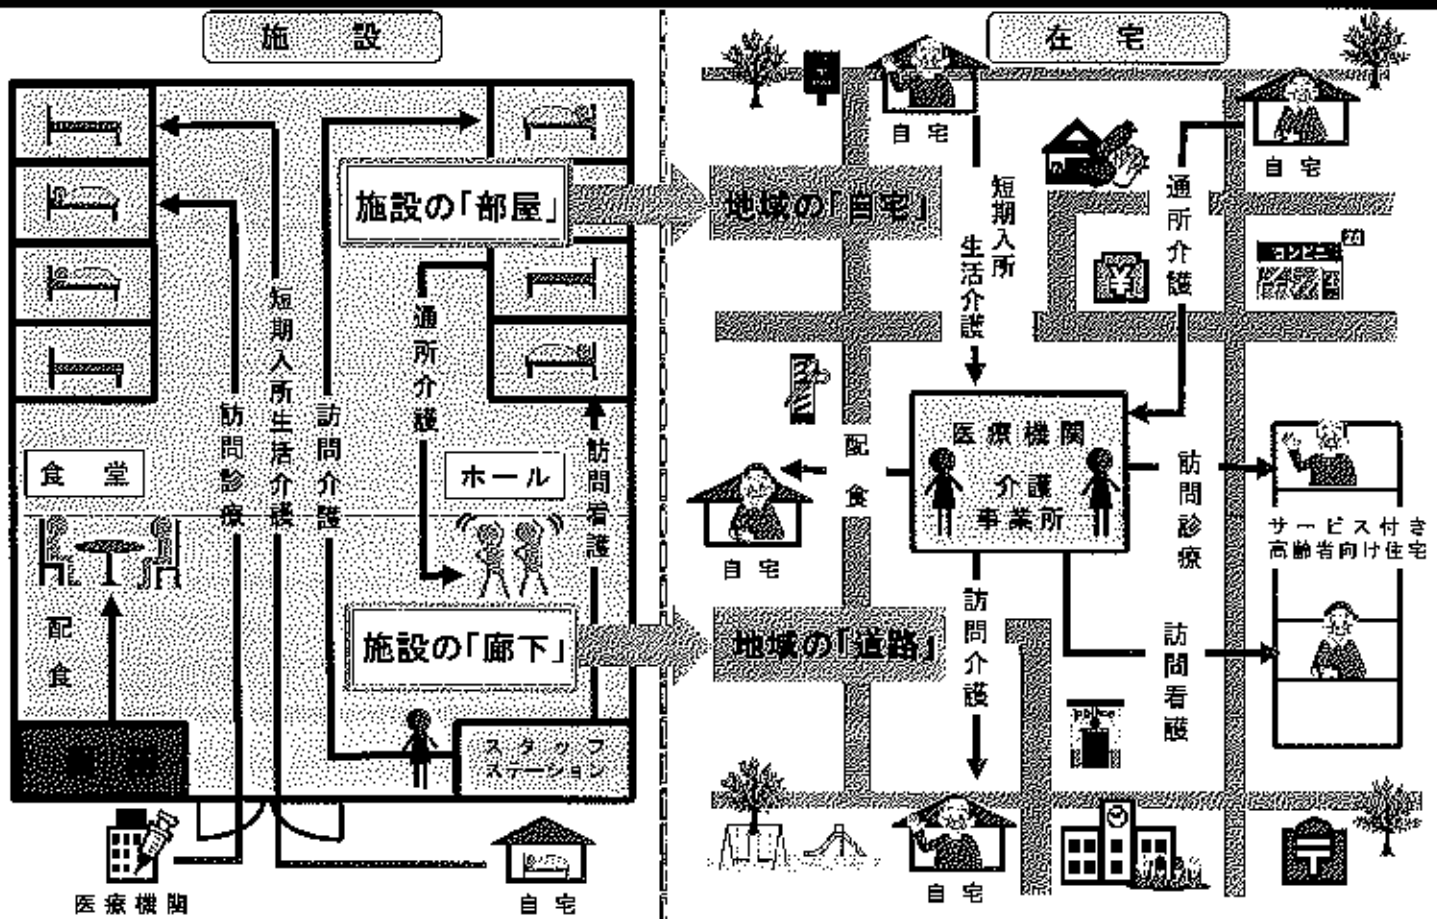 施設
施設の「部屋」
短期入所生活介護
訪問介護
通所介護
訪問診療
訪問看護
食堂
ホール
施設の「廊下」
配食
スタッフ
ステーション
医療機関
自宅
在宅
自宅
自宅
地域の「自宅」
短期入所
生活介護
通所介護
コンビニ
¥
医療機関
介護
事業所
配食
自宅
訪問診療
サービス付き
高齢者向け住宅
地域の「道路」
訪問介護
訪問看護
police
自宅
〒